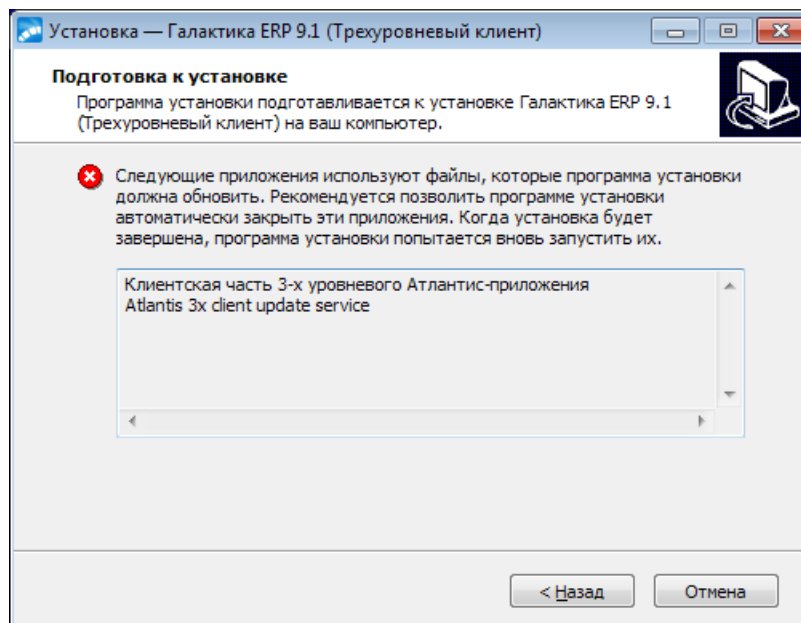 Установка — Галактика ERP 9.1 (Трехуровневый клиент)
Подготовка к установке
Программа установки подготавливается к установке Галактика ERP 9.1
(Трехуровневый клиент) на ваш компьютер.
Следующие приложения используют файлы, которые программа установки
должна обновить. Рекомендуется позволить программе установки
автоматически закрыть эти приложения. Когда установка будет
завершена, программа установки попытается вновь запустить их.
Клиентская часть 3-х уровневого Атлантис-приложения
Atlantis 3x client update service
< Назад
Отмена